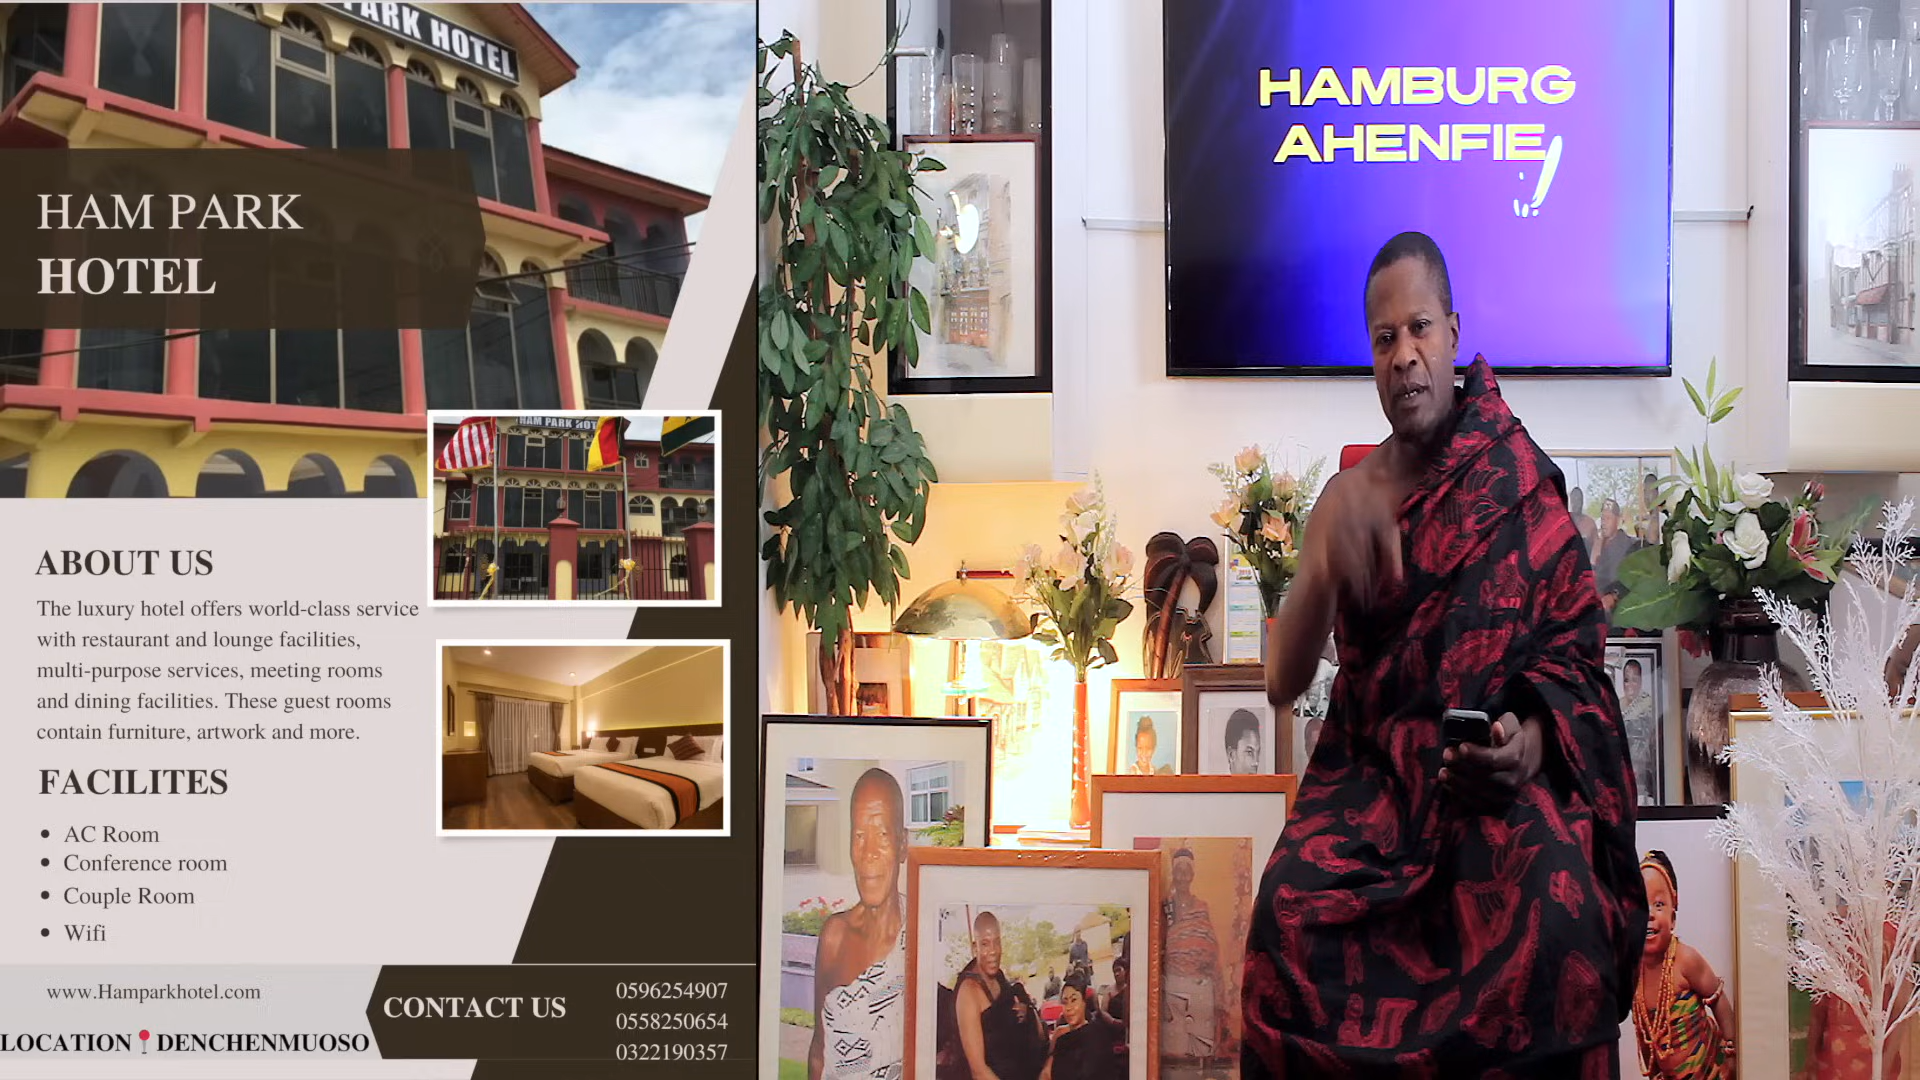 PARK HOTEL
HAM PARK
HOTEL
HAM PARK HOT
ABOUT US
The luxury hotel offers world-class service
with restaurant and lounge facilities,
multi-purpose services, meeting rooms
and dining facilities. These guest rooms
contain furniture, artwork and more.
FACILITES
AC Room
Conference room
Couple Room
Wifi
www.Hamparkhotel.com
LOCATION DENCHENMUOSO
CONTACT US
0596254907
0558250654
0322190357
HAMBURG
AHENFIE